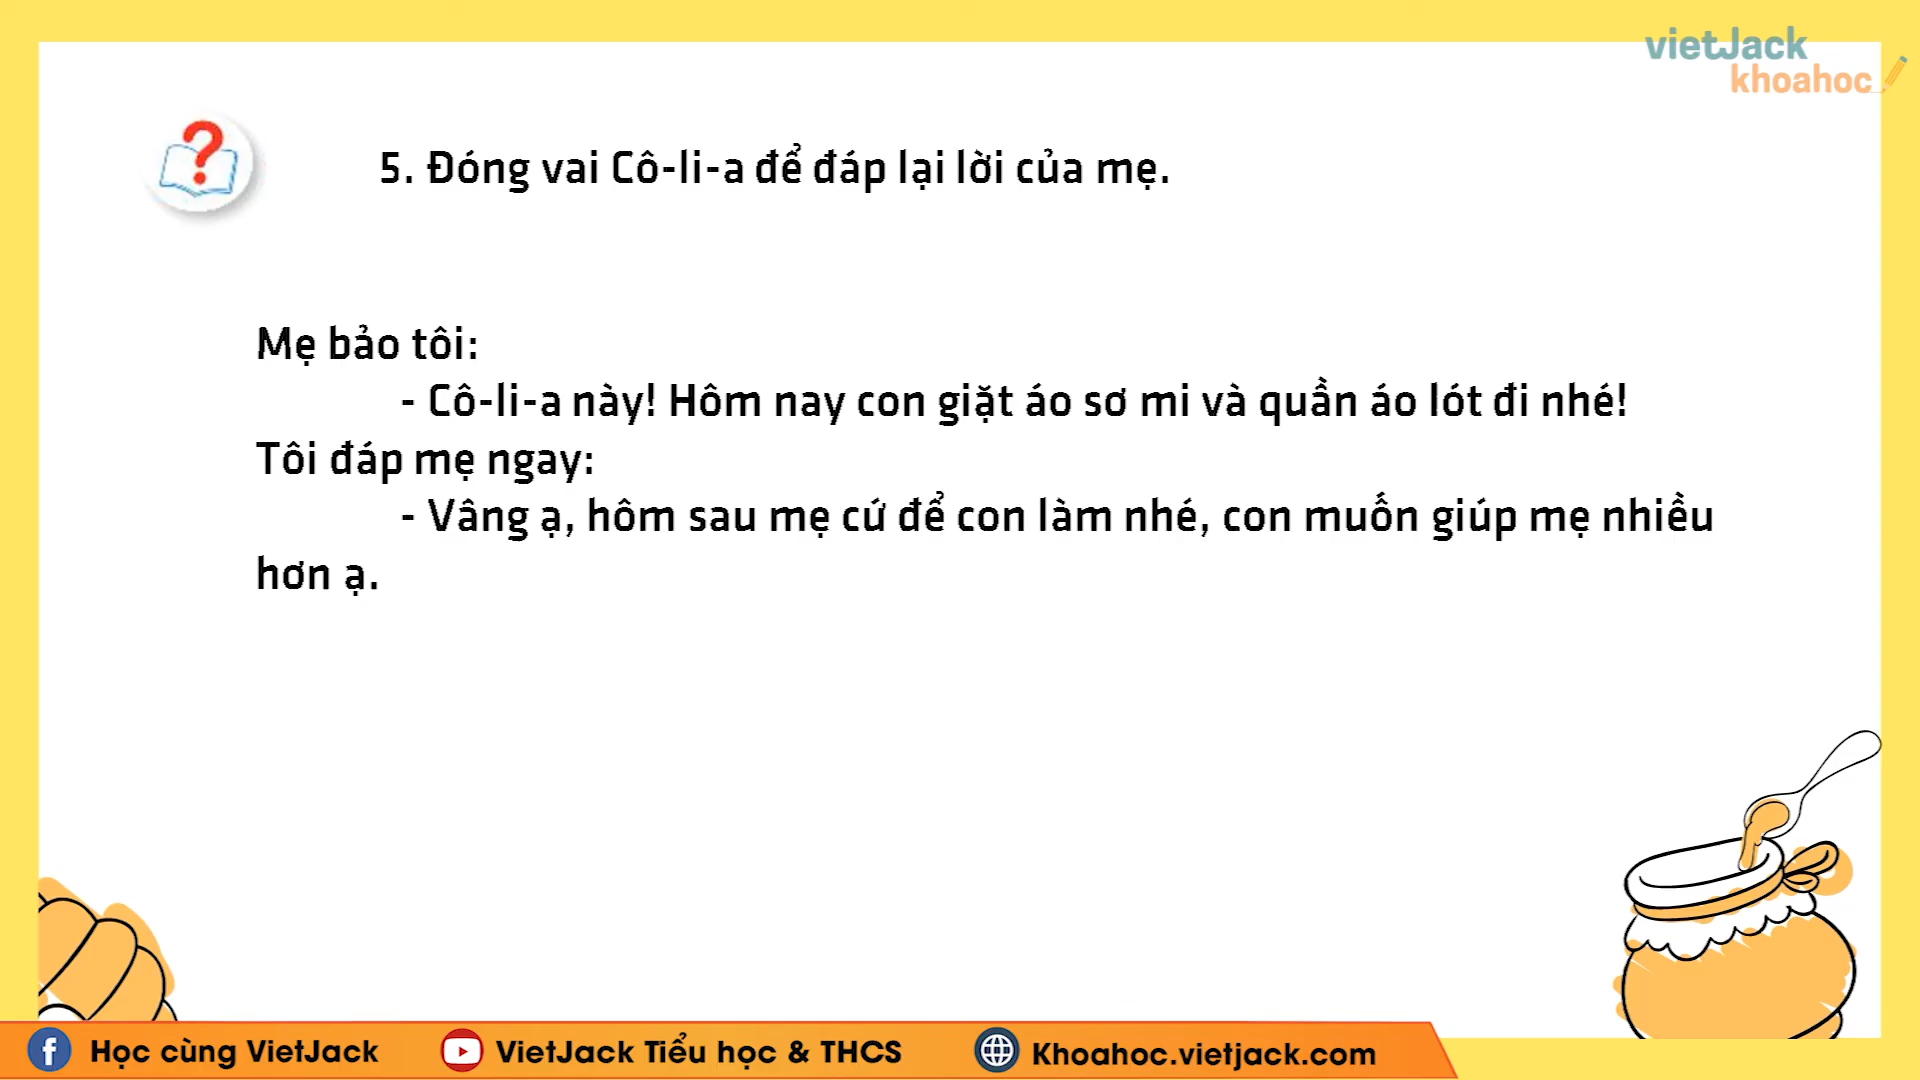 vietJack
khoahoc
5. Đóng vai Cô-li-a để đáp lại lời của mẹ.
Mẹ bảo tôi:
- Cô-li-a này! Hôm nay con giặt áo sơ mi và quần áo lót đi nhé!
Tôi đáp mẹ ngay:
- Vâng ạ, hôm sau mẹ cứ để con làm nhé, con muốn giúp mẹ nhiều
hơn ạ.
Học cùng VietJack
VietJack Tiểu học & THCS
Khoahoc.vietjack.com